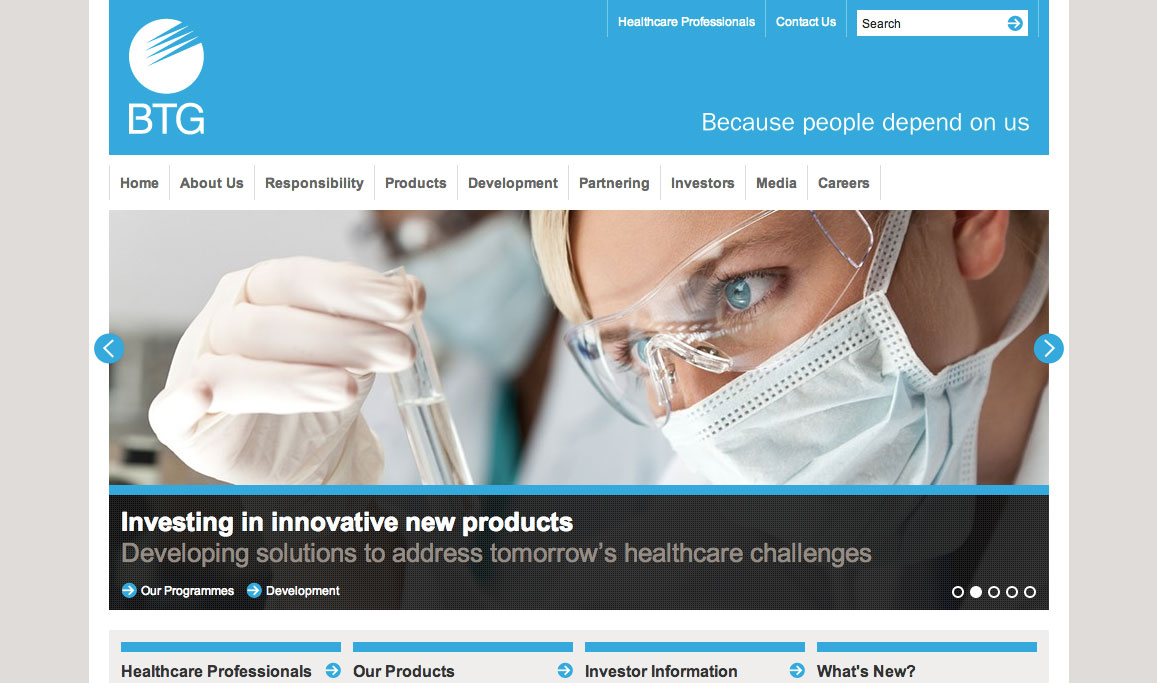 Healthcare Professionals
Contact Us
Search
BTG
Because people depend on us
Home
About Us
Responsibility
Products
Development
Partnering
Investors
Media
Careers
Investing in innovative new products
Developing solutions to address tomorrow’s healthcare challenges
Our Programmes
Development
Healthcare Professionals
Our Products
Investor Information
What's New?